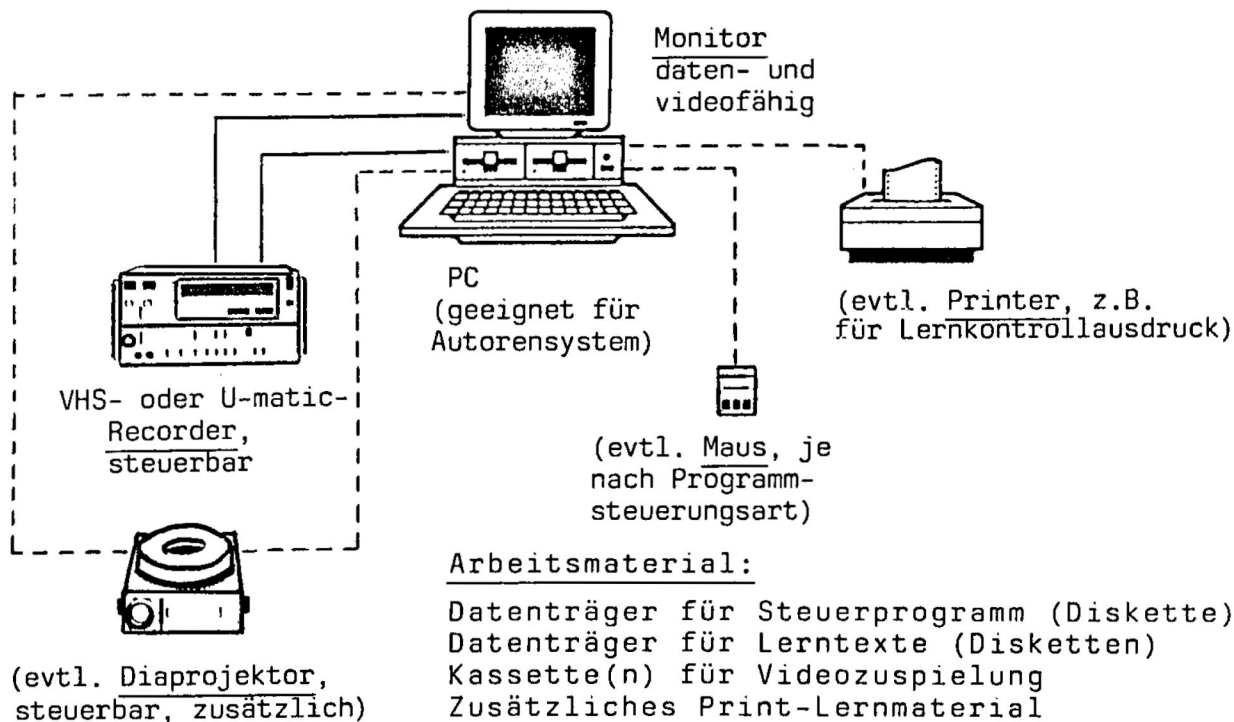 Monitor
daten- und
videofähig
PC
(geeignet für
Autorensystem)
(evtl. Printer, z.B.
für Lernkontrollausdruck)
VHS- oder U-matic-
Recorder,
steuerbar
(evtl. Maus, je
nach Programm-
steuerungsart)
(evtl. Diaprojektor,
steuerbar, zusätzlich)
Arbeitsmaterial:
Datenträger für Steuerprogramm (Diskette)
Datenträger für Lerntexte (Disketten)
Kassette(n) für Videozuspielung
Zusätzliches Print-Lernmaterial